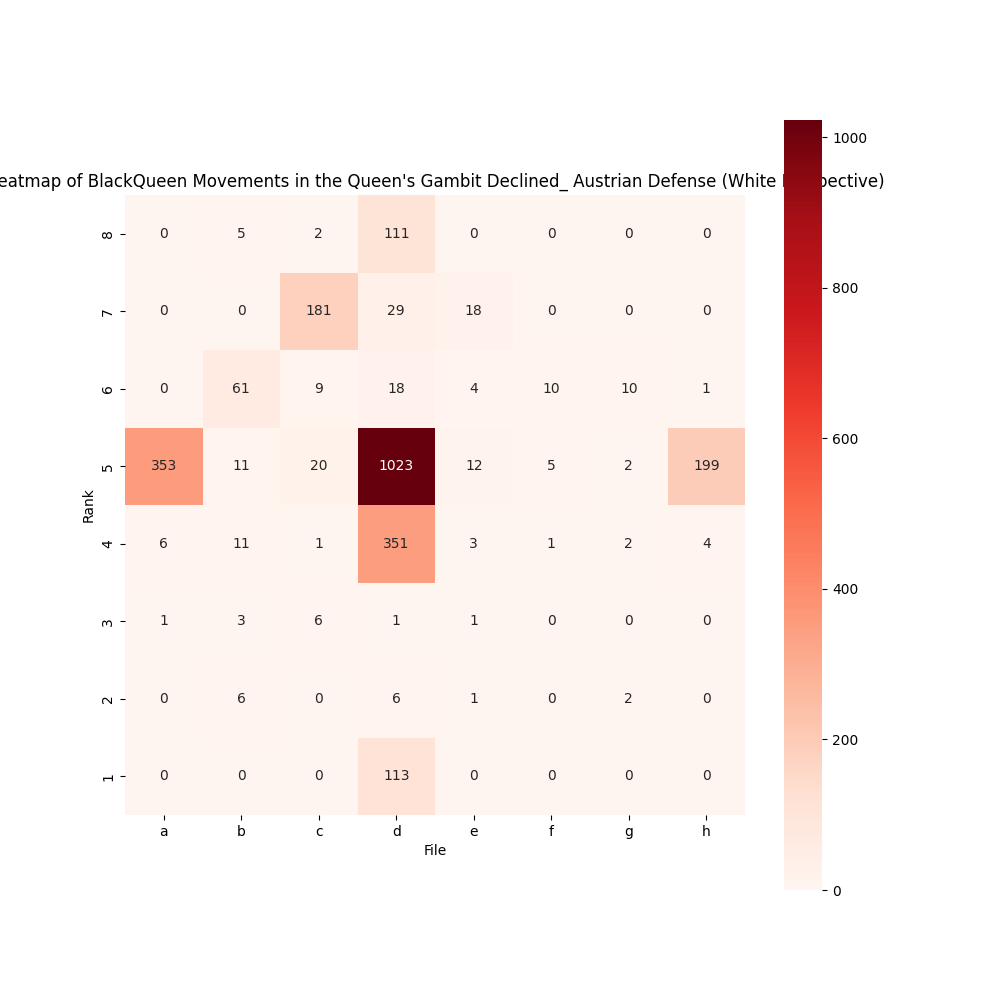 eatmap of BlackQueen Movements in the Queen's Gambit Declined_ Austrian Defense (White Perspective)
8 0 5 2 111 0 0 0 0
7 0 0 181 29 18 0 0 0
6 0 61 9 18 4 10 10 1
5 353 11 20 1023 12 5 2 199
4 6 11 1 351 3 1 2 4
3 1 3 6 1 1 0 0 0
2 0 6 0 6 1 0 2 0
1 0 0 0 113 0 0 0 0
a b c d e f g h
File
Rank
1000
800
600
400
200
0